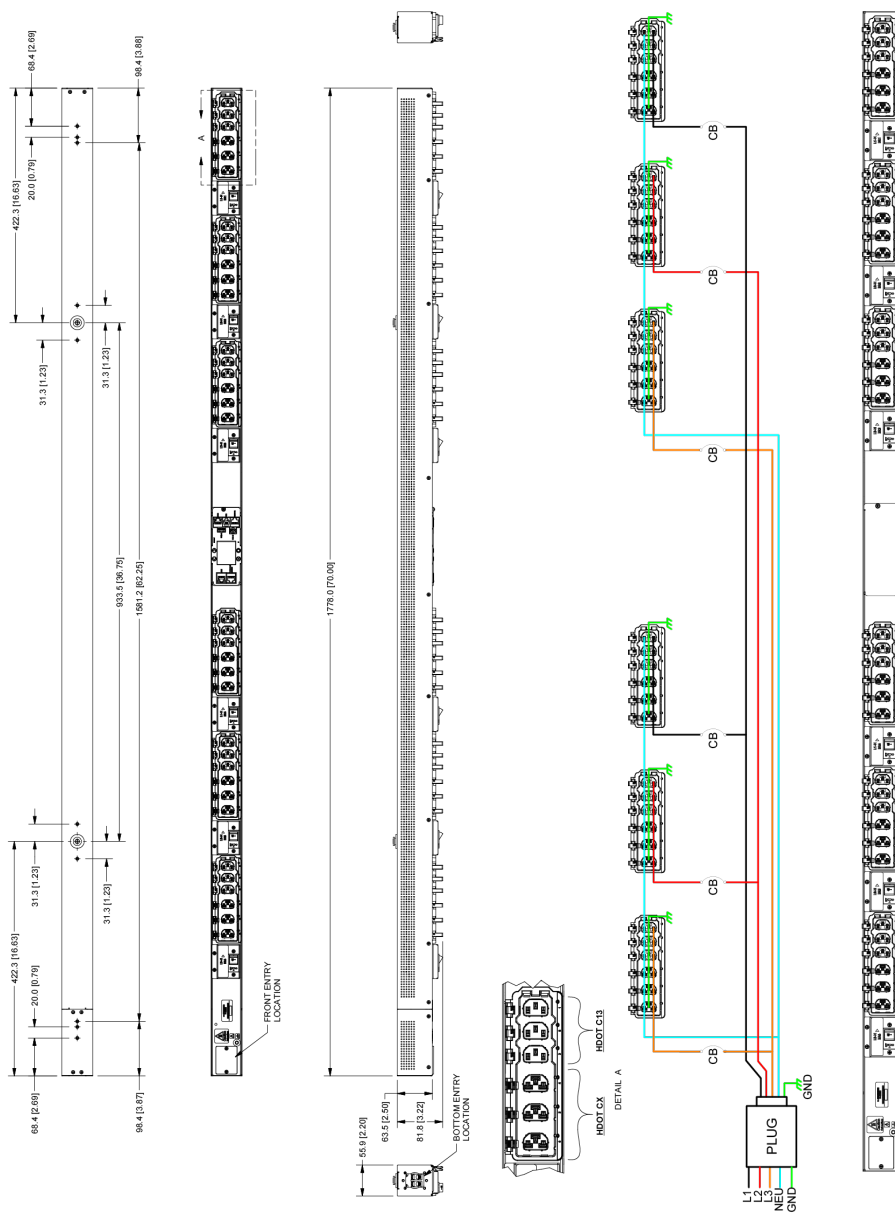 422.3 [16.63]
68.4 [2.69]
20.0 [0.79]
98.4 [3.88]
31.3 [1.23]
31.3 [1.23]
933.5 [36.75]
1581.2 [62.25]
422.3 [16.63]
31.3 [1.23]
31.3 [1.23]
20.0 [0.79]
68.4 [2.69]
98.4 [3.87]
A
FRONT ENTRY
LOCATION
1778.0 [70.00]
55.9 [2.20]
63.5 [2.50]
81.8 [3.22]
BOTTOM ENTRY
LOCATION
HDOT CX
HDOT C13
DETAIL A
CB
CB
CB
CB
CB
CB
PLUG
GND
L1
L2
L3
NEU
GND